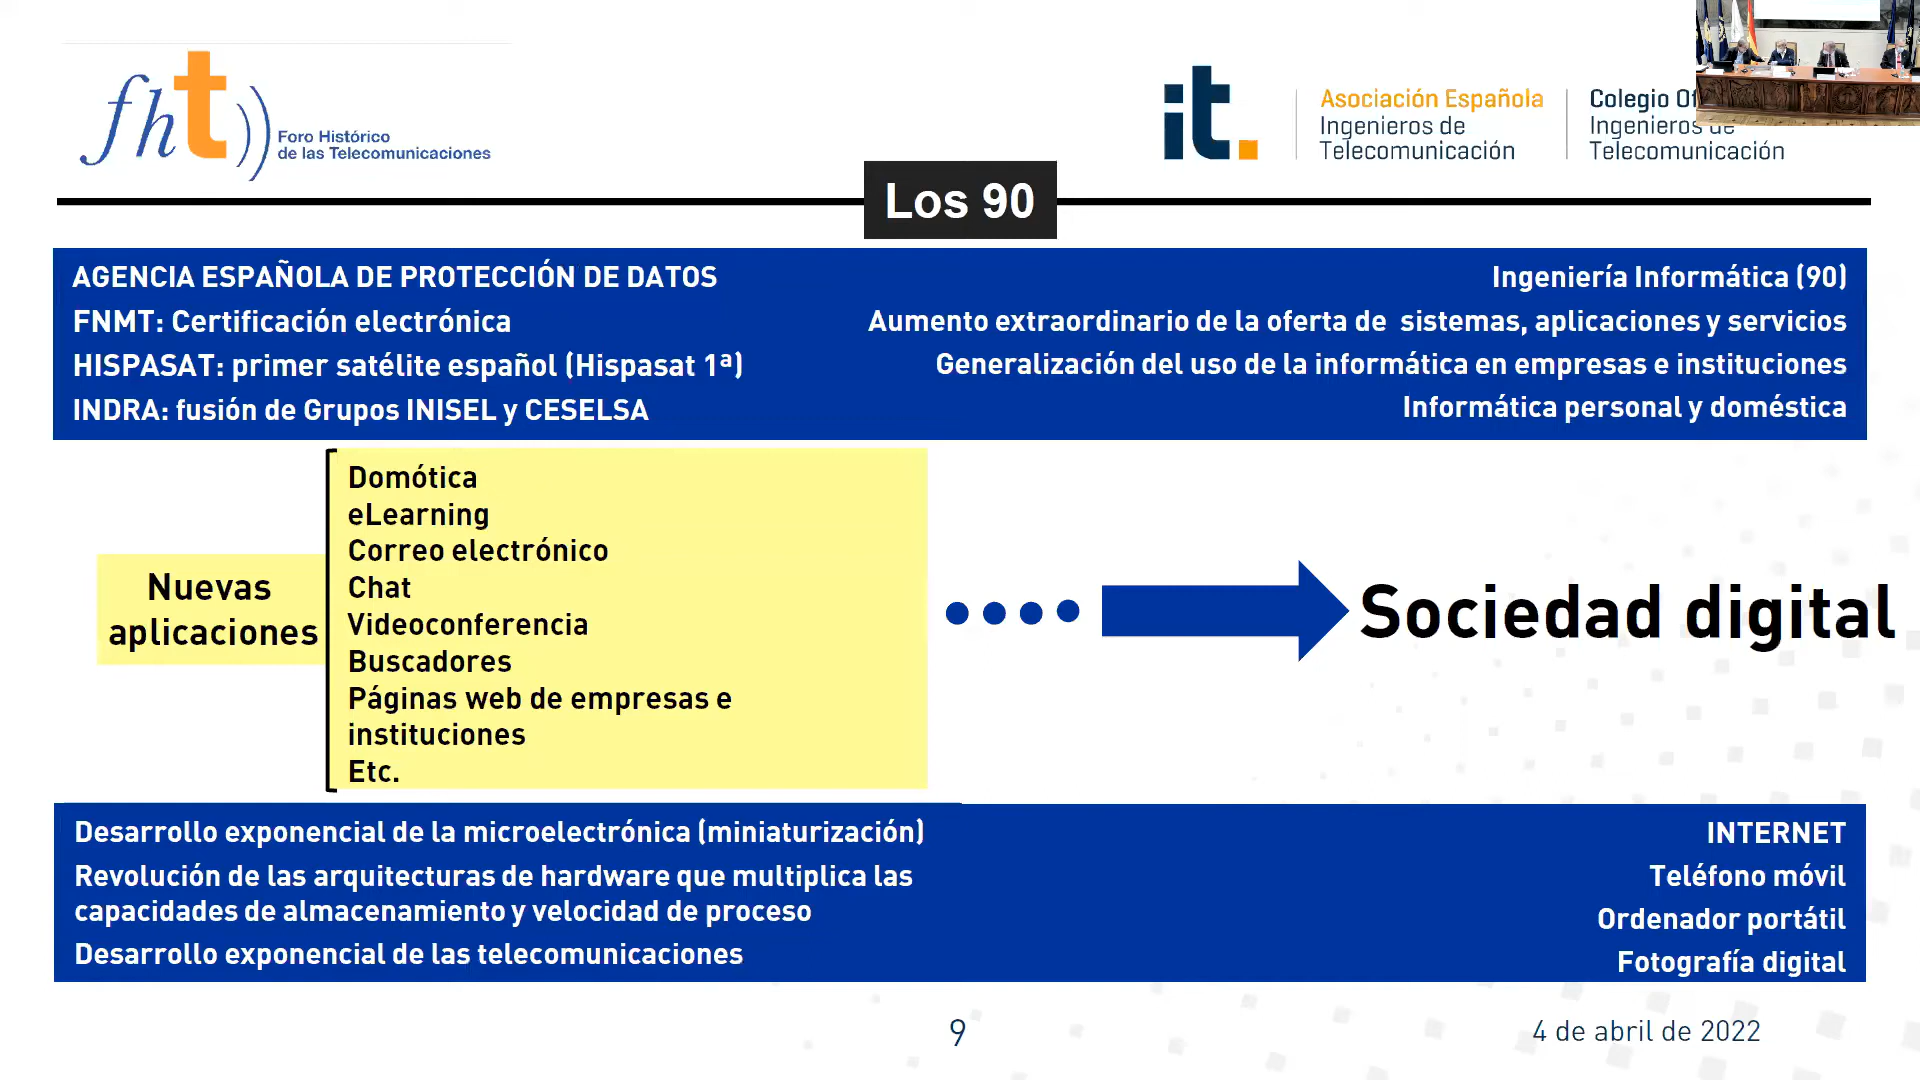 fht
Foro Histórico
de las Telecomunicaciones
it.
Asociación Española
Ingenieros de
Telecomunicación
Colegio
Ingenieros de
Telecomunicación
Los 90
AGENCIA ESPAÑOLA DE PROTECCIÓN DE DATOS
FNMT: Certificación electrónica
HISPASAT: primer satélite español (Hispasat 1ª)
INDRA: fusión de Grupos INISEL y CESELSA
Ingeniería Informática (90)
Aumento extraordinario de la oferta de sistemas, aplicaciones y servicios
Generalización del uso de la informática en empresas e instituciones
Informática personal y doméstica
Nuevas
aplicaciones
Domótica
eLearning
Correo electrónico
Chat
Videoconferencia
Buscadores
Páginas web de empresas e
instituciones
Etc.
Sociedad digital
Desarrollo exponencial de la microelectrónica (miniaturización)
Revolución de las arquitecturas de hardware que multiplica las
capacidades de almacenamiento y velocidad de proceso
Desarrollo exponencial de las telecomunicaciones
INTERNET
Teléfono móvil
Ordenador portátil
Fotografía digital
9
4 de abril de 2022